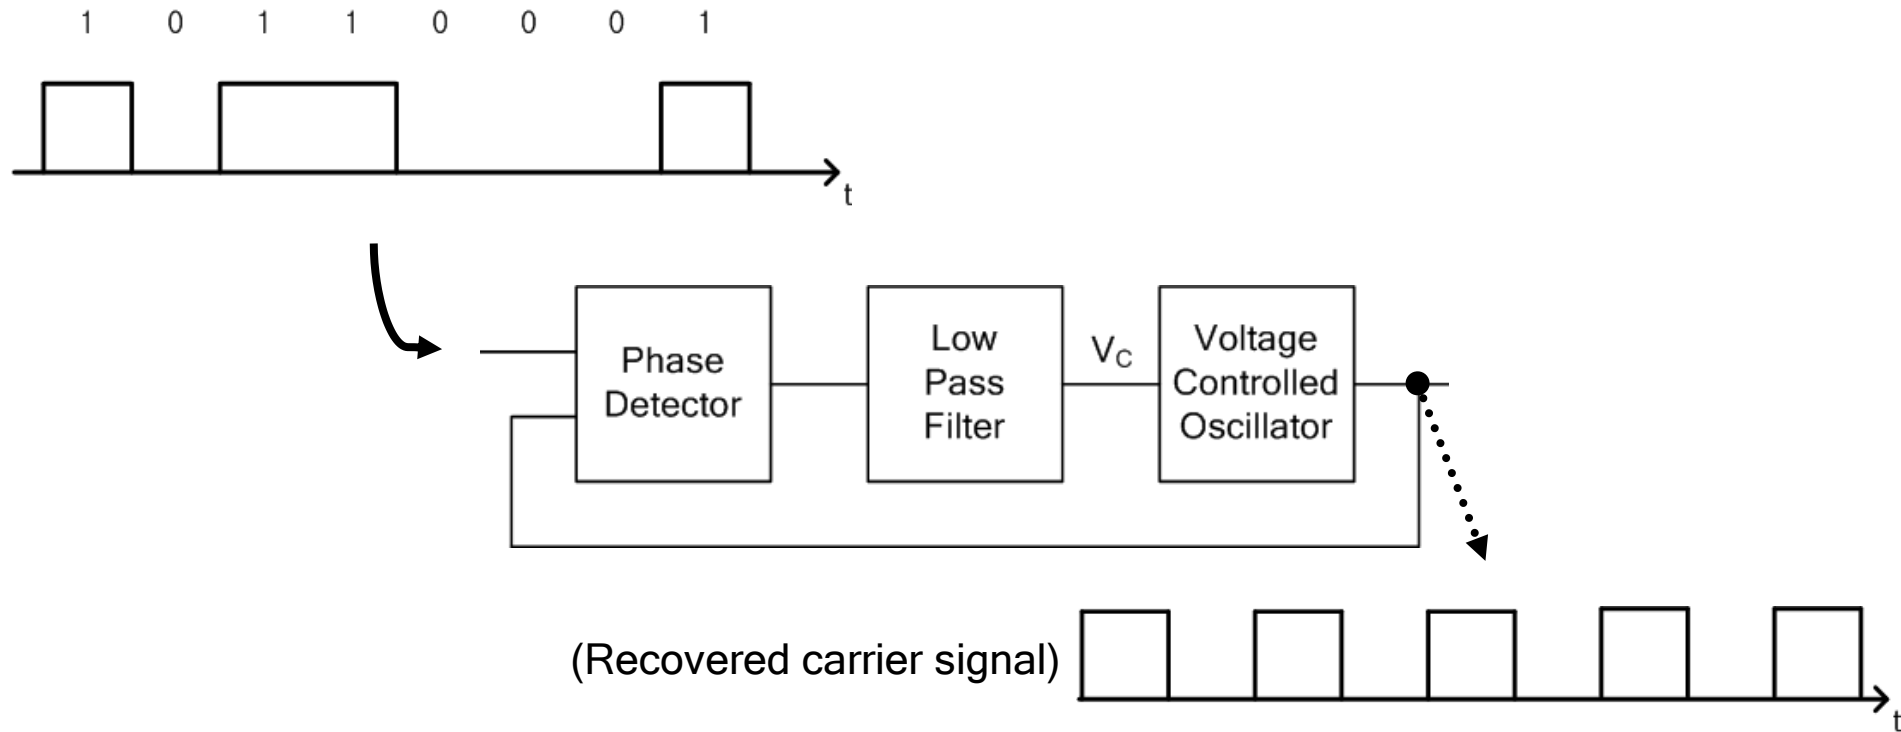 1 0 1 1 0 0 0 1
t
Phase
Detector
Low
Pass
Filter
VC
Voltage
Controlled
Oscillator
(Recovered carrier signal)
t